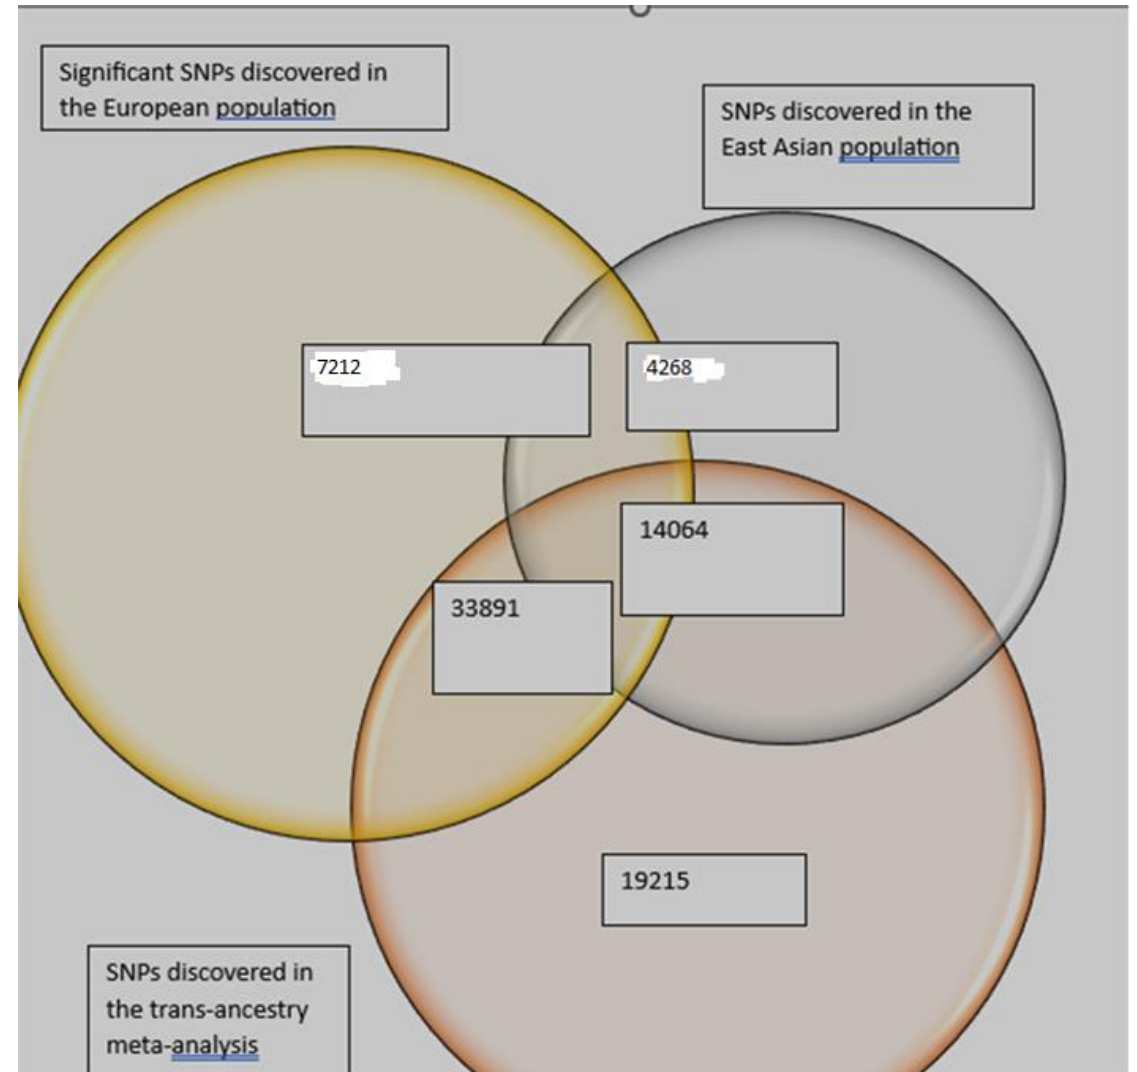 Significant SNPs discovered in
the European population
SNPs discovered in the
East Asian population
7212
4268
14064
33891
19215
SNPs discovered in
the trans-ancestry
meta-analysis